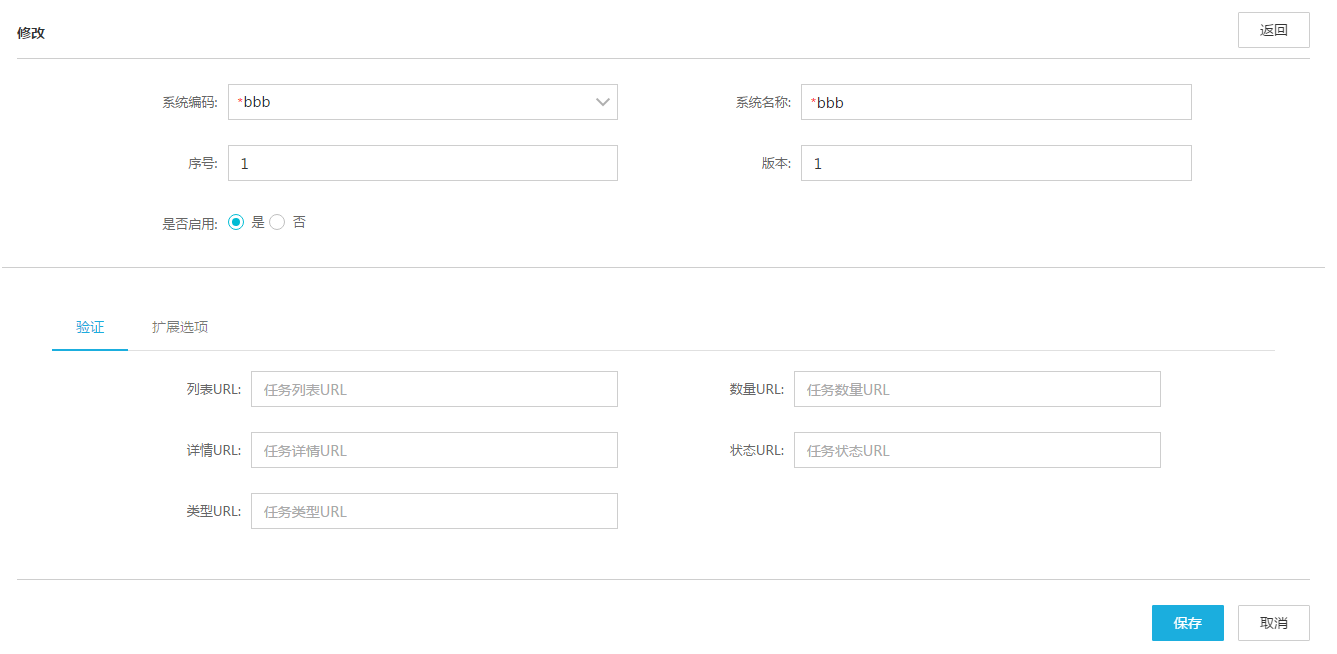 修改
返回
系统编码: *bbb
系统名称: *bbb
序号: 1
版本: 1
是否启用: 是 否
验证 扩展选项
列表URL: 任务列表URL
数量URL: 任务数量URL
详情URL: 任务详情URL
状态URL: 任务状态URL
类型URL: 任务类型URL
保存 取消